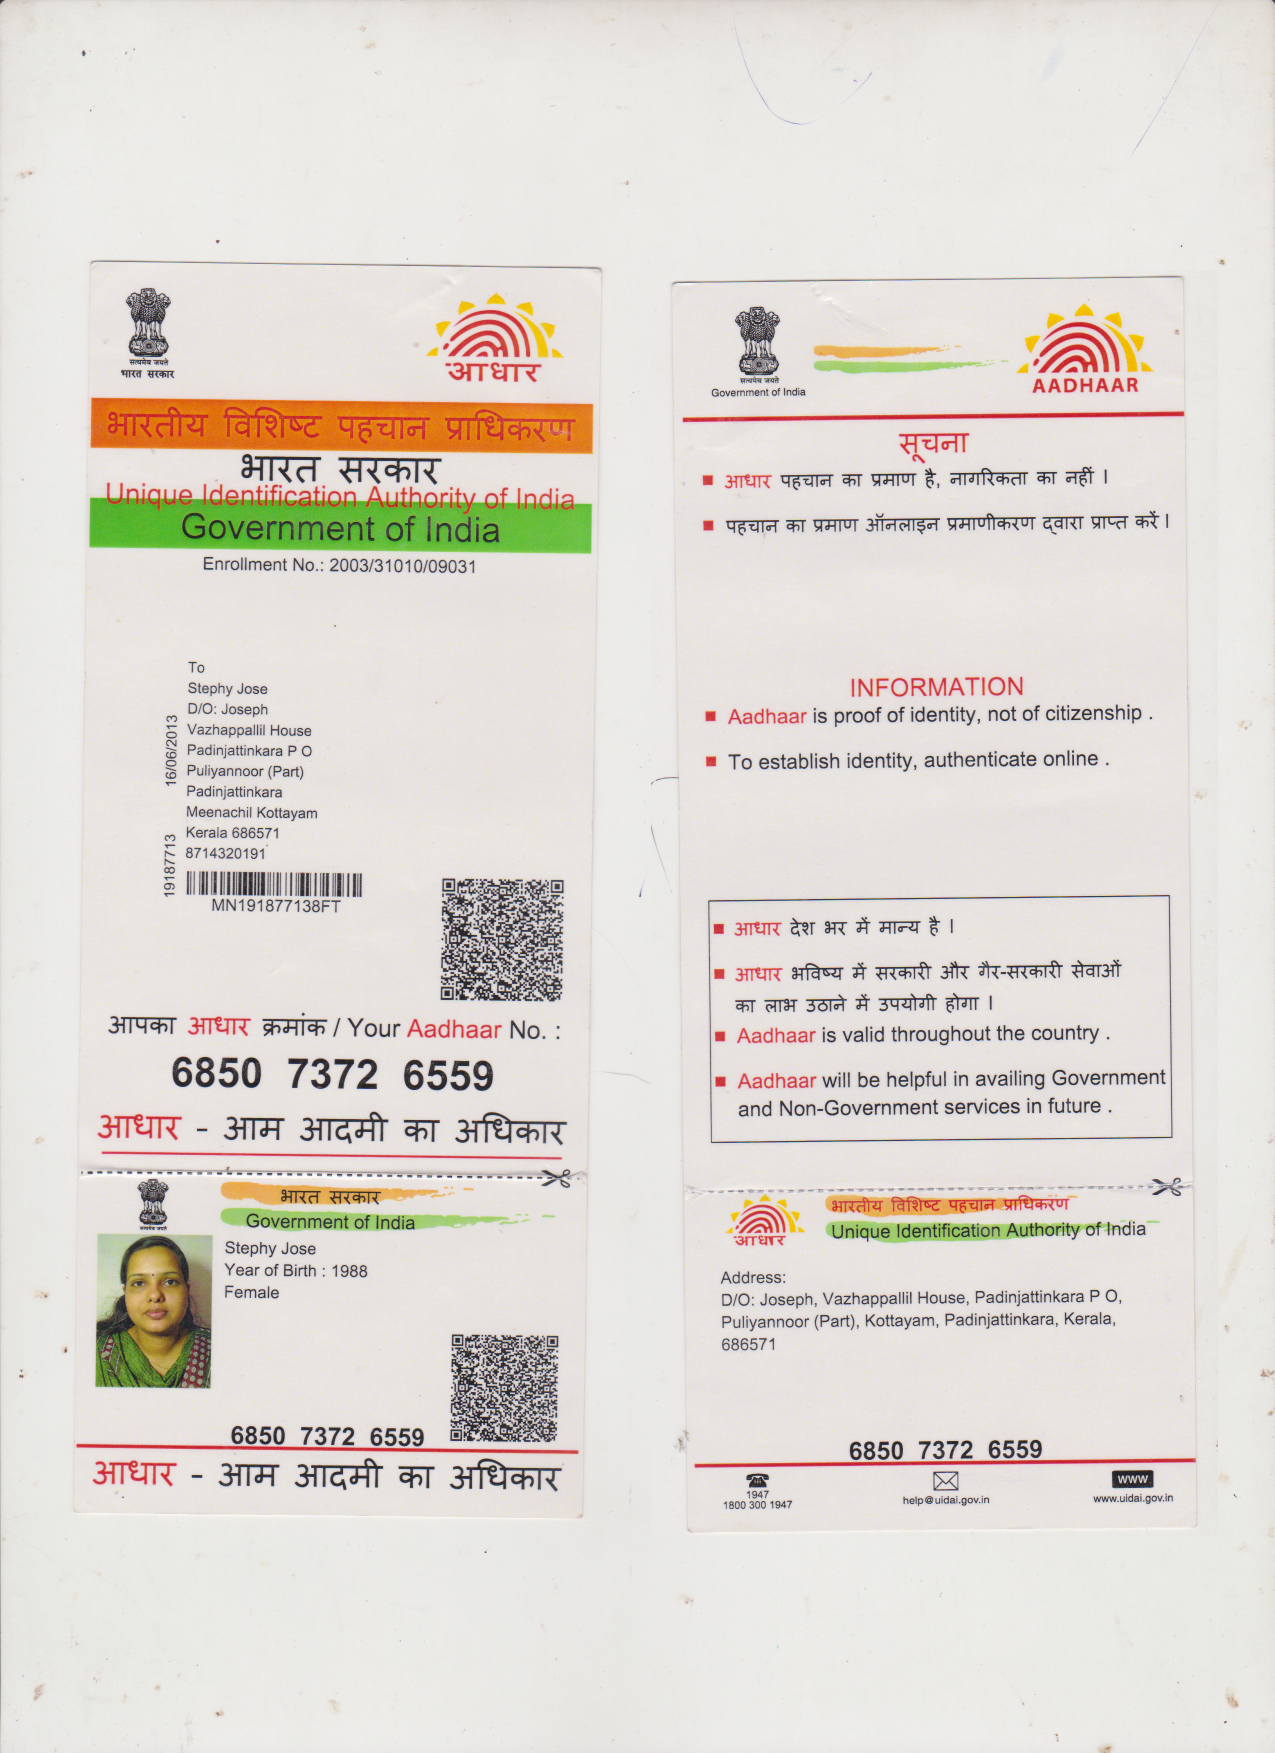 सत्यमेव जयते
भारत सरकार
आधार
भारतीय विशिष्ट पहचान प्राधिकरण
भारत सरकार
Unique Identification Authority of India
Government of India
Enrollment No.: 2003/31010/09031
To
Stephy Jose
D/O: Joseph
Vazhappallil House
Padinjattinkara P O
Puliyannoor (Part)
Padinjattinkara
Meenachil Kottayam
Kerala 686571
8714320191
16/06/2013
19187713
MN191877138FT
आपका आधार क्रमांक / Your Aadhaar No. :
6850 7372 6559
आधार - आम आदमी का अधिकार
भारत सरकार
Government of India
Stephy Jose
Year of Birth : 1988
Female
6850 7372 6559
आधार - आम आदमी का अधिकार
सत्यमेव जयते
Government of India
AADHAAR
सूचना
आधार पहचान का प्रमाण है, नागरिकता का नहीं ।
पहचान का प्रमाण ऑनलाइन प्रमाणीकरण द्वारा प्राप्त करें ।
INFORMATION
Aadhaar is proof of identity, not of citizenship .
To establish identity, authenticate online .
आधार देश भर में मान्य है ।
आधार भविष्य में सरकारी और गैर-सरकारी सेवाओं
का लाभ उठाने में उपयोगी होगा ।
Aadhaar is valid throughout the country .
Aadhaar will be helpful in availing Government
and Non-Government services in future .
आधार
भारतीय विशिष्ट पहचान प्राधिकरण
Unique Identification Authority of India
Address:
D/O: Joseph, Vazhappallil House, Padinjattinkara P O,
Puliyannoor (Part), Kottayam, Padinjattinkara, Kerala,
686571
6850 7372 6559
1947
1800 300 1947
help@uidai.gov.in
www
www.uidai.gov.in